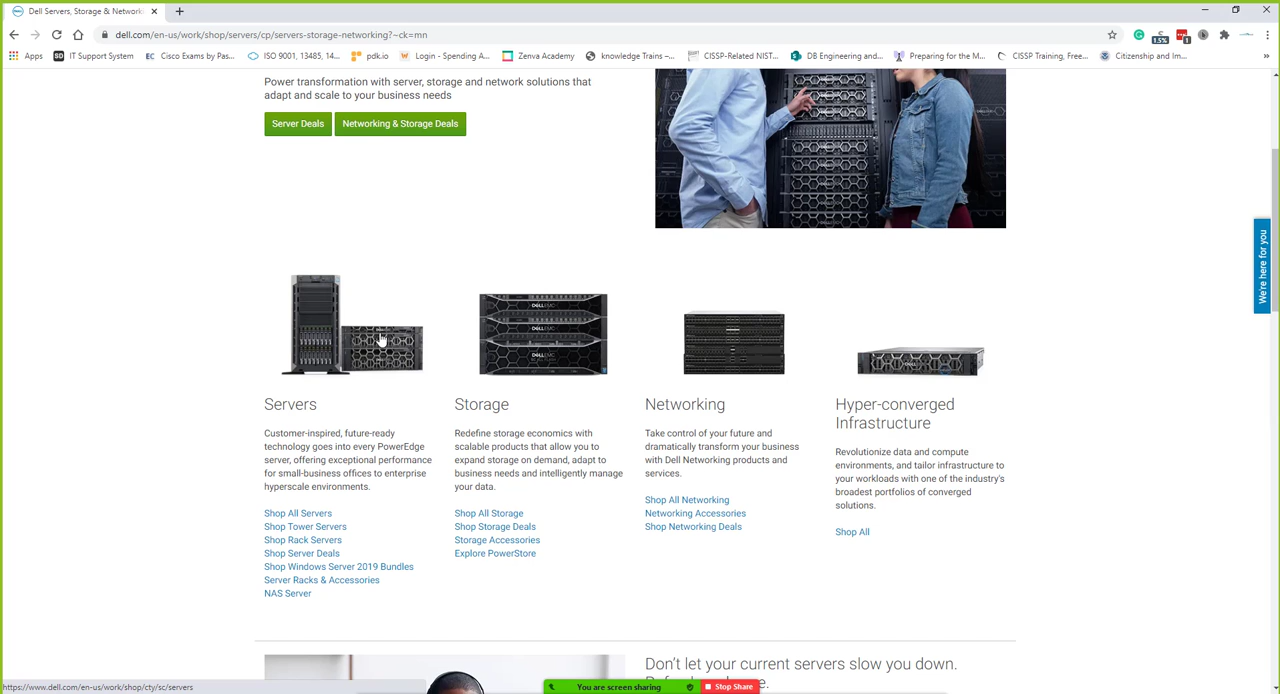 Dell Servers, Storage & Network
dell.com/en-us/work/shop/servers/cp/servers-storage-networking?~ck=mn
1.5%
1
Apps
IT Support System
Cisco Exams by Pas...
ISO 9001, 13485, 14...
pdk.io
Login - Spending A...
Zenva Academy
knowledge Trains –...
CISSP-Related NIST...
DB Engineering and...
Preparing for the M...
CISSP Training, Free...
Citizenship and Im...
»
Power transformation with server, storage and network solutions that
adapt and scale to your business needs
Server Deals
Networking & Storage Deals
We're here for you
DELLEMC
DELLEMC
Servers
Customer-inspired, future-ready
technology goes into every PowerEdge
server, offering exceptional performance
for small-business offices to enterprise
hyperscale environments.
Shop All Servers
Shop Tower Servers
Shop Rack Servers
Shop Server Deals
Shop Windows Server 2019 Bundles
Server Racks & Accessories
NAS Server
Storage
Redefine storage economics with
scalable products that allow you to
expand storage on demand, adapt to
business needs and intelligently manage
your data.
Shop All Storage
Shop Storage Deals
Storage Accessories
Explore PowerStore
Networking
Take control of your future and
dramatically transform your business
with Dell Networking products and
services.
Shop All Networking
Networking Accessories
Shop Networking Deals
Hyper-converged
Infrastructure
Revolutionize data and compute
environments, and tailor infrastructure to
your workloads with one of the industry's
broadest portfolios of converged
solutions.
Shop All
Don't let your current servers slow you down.
https://www.dell.com/en-us/work/shop/cty/sc/servers
You are screen sharing
Stop Share